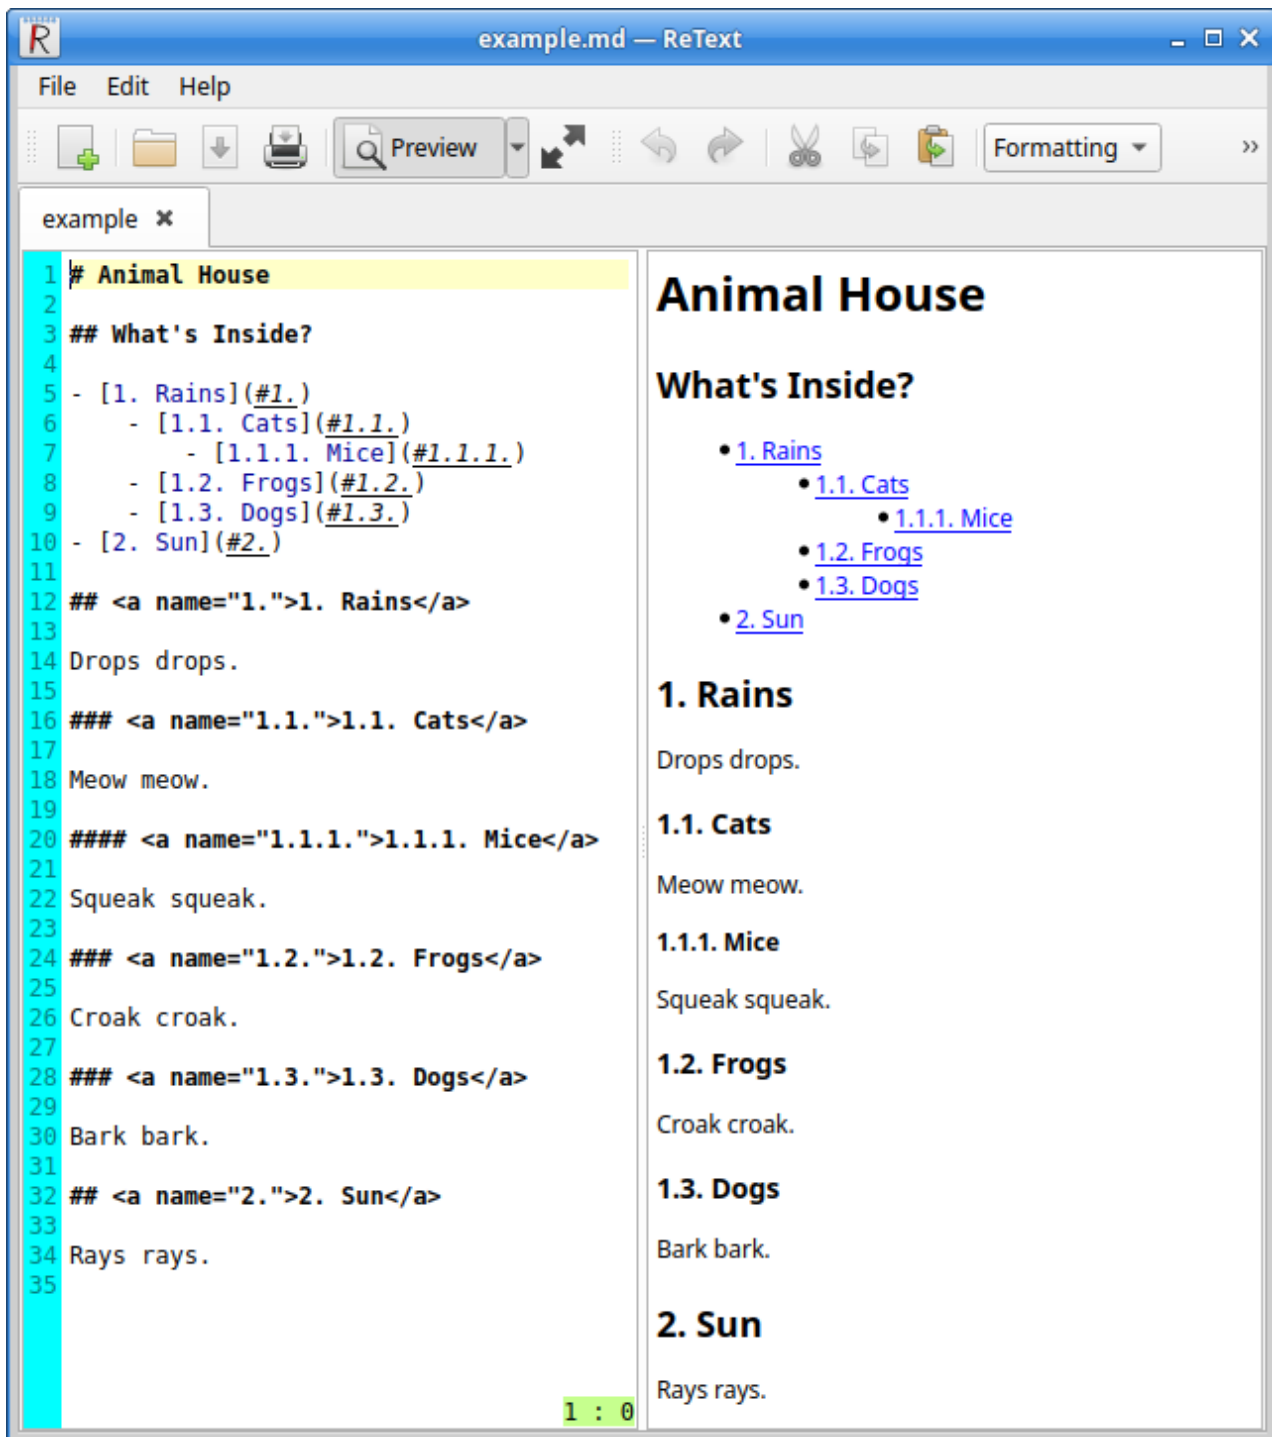 example.md — ReText
File Edit Help
Preview Formatting »
example
1 # Animal House
2
3 ## What's Inside?
4
5 - [1. Rains](#1.)
6     - [1.1. Cats](#1.1.)
7         - [1.1.1. Mice](#1.1.1.)
8     - [1.2. Frogs](#1.2.)
9     - [1.3. Dogs](#1.3.)
10 - [2. Sun](#2.)
11
12 ## <a name="1.">1. Rains</a>
13
14 Drops drops.
15
16 ### <a name="1.1.">1.1. Cats</a>
17
18 Meow meow.
19
20 #### <a name="1.1.1.">1.1.1. Mice</a>
21
22 Squeak squeak.
23
24 ### <a name="1.2.">1.2. Frogs</a>
25
26 Croak croak.
27
28 ### <a name="1.3.">1.3. Dogs</a>
29
30 Bark bark.
31
32 ## <a name="2.">2. Sun</a>
33
34 Rays rays.
35
1 : 0
Animal House
What's Inside?
• 1. Rains
• 1.1. Cats
• 1.1.1. Mice
• 1.2. Frogs
• 1.3. Dogs
• 2. Sun
1. Rains
Drops drops.
1.1. Cats
Meow meow.
1.1.1. Mice
Squeak squeak.
1.2. Frogs
Croak croak.
1.3. Dogs
Bark bark.
2. Sun
Rays rays.